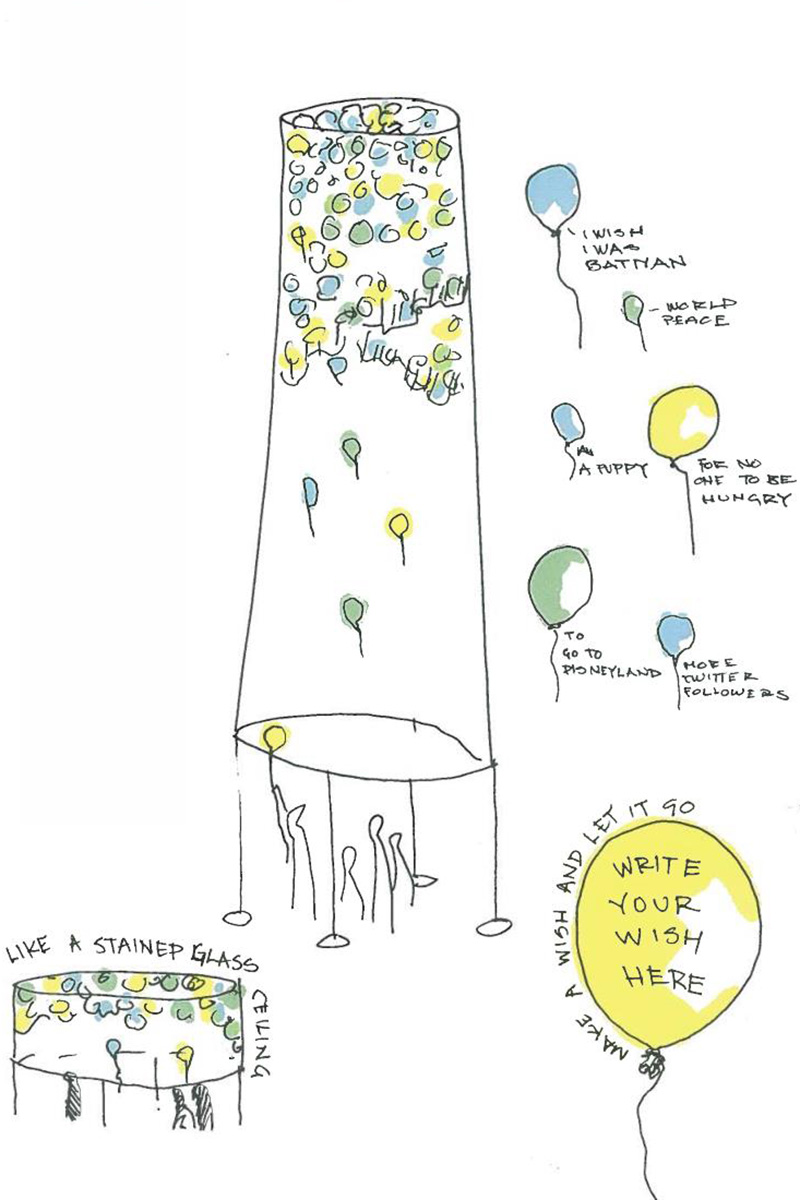 I WISH
I WAS
BATMAN
- WORLD
PEACE
A PUPPY
FOR NO
ONE TO BE
HUNGRY
TO
GO TO
DISNEYLAND
MORE
TWITTER
FOLLOWERS
MAKE A WISH AND LET IT GO
WRITE
YOUR
WISH
HERE
LIKE A STAINED GLASS
CEILING